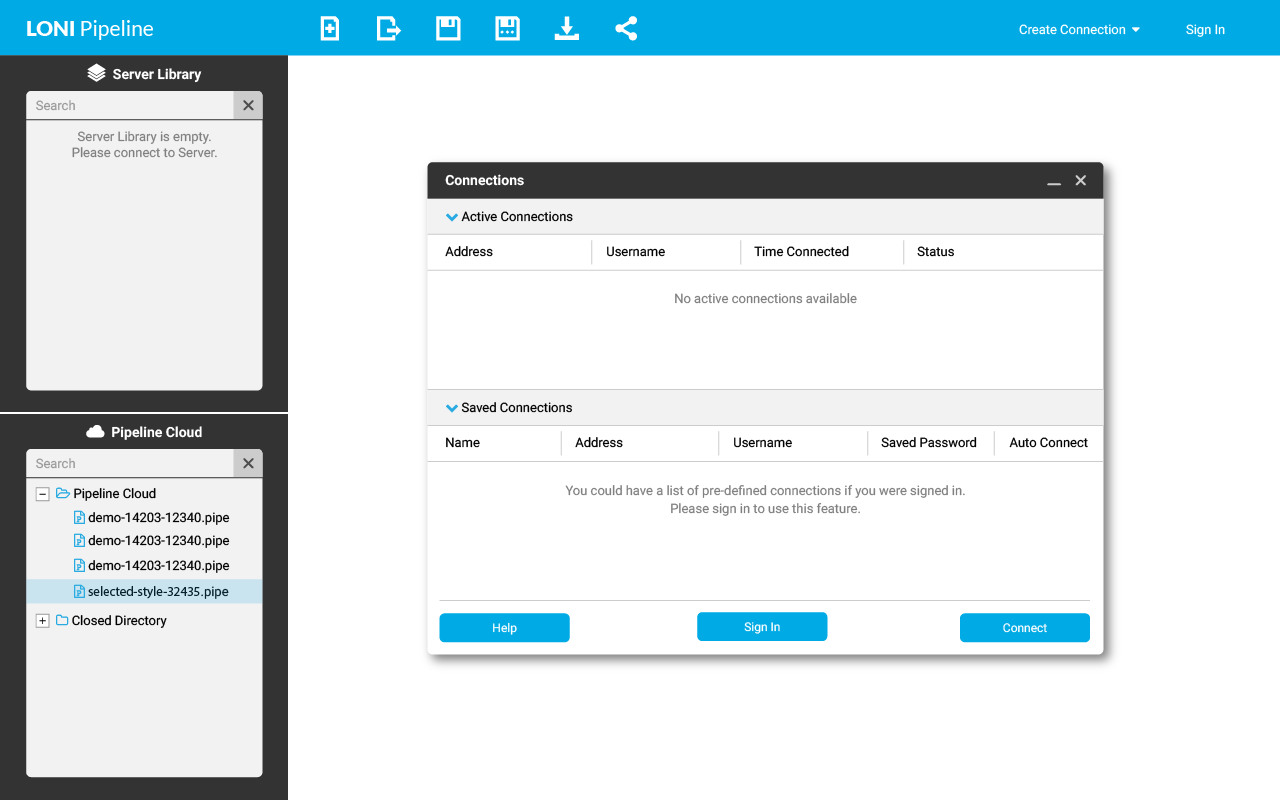 LONI Pipeline
Create Connection
Sign In
Server Library
Search
Server Library is empty.
Please connect to Server.
Pipeline Cloud
Search
Pipeline Cloud
demo-14203-12340.pipe
demo-14203-12340.pipe
demo-14203-12340.pipe
selected-style-32435.pipe
Closed Directory
Connections
Active Connections
Address Username Time Connected Status
No active connections available
Saved Connections
Name Address Username Saved Password Auto Connect
You could have a list of pre-defined connections if you were signed in.
Please sign in to use this feature.
Help Sign In Connect